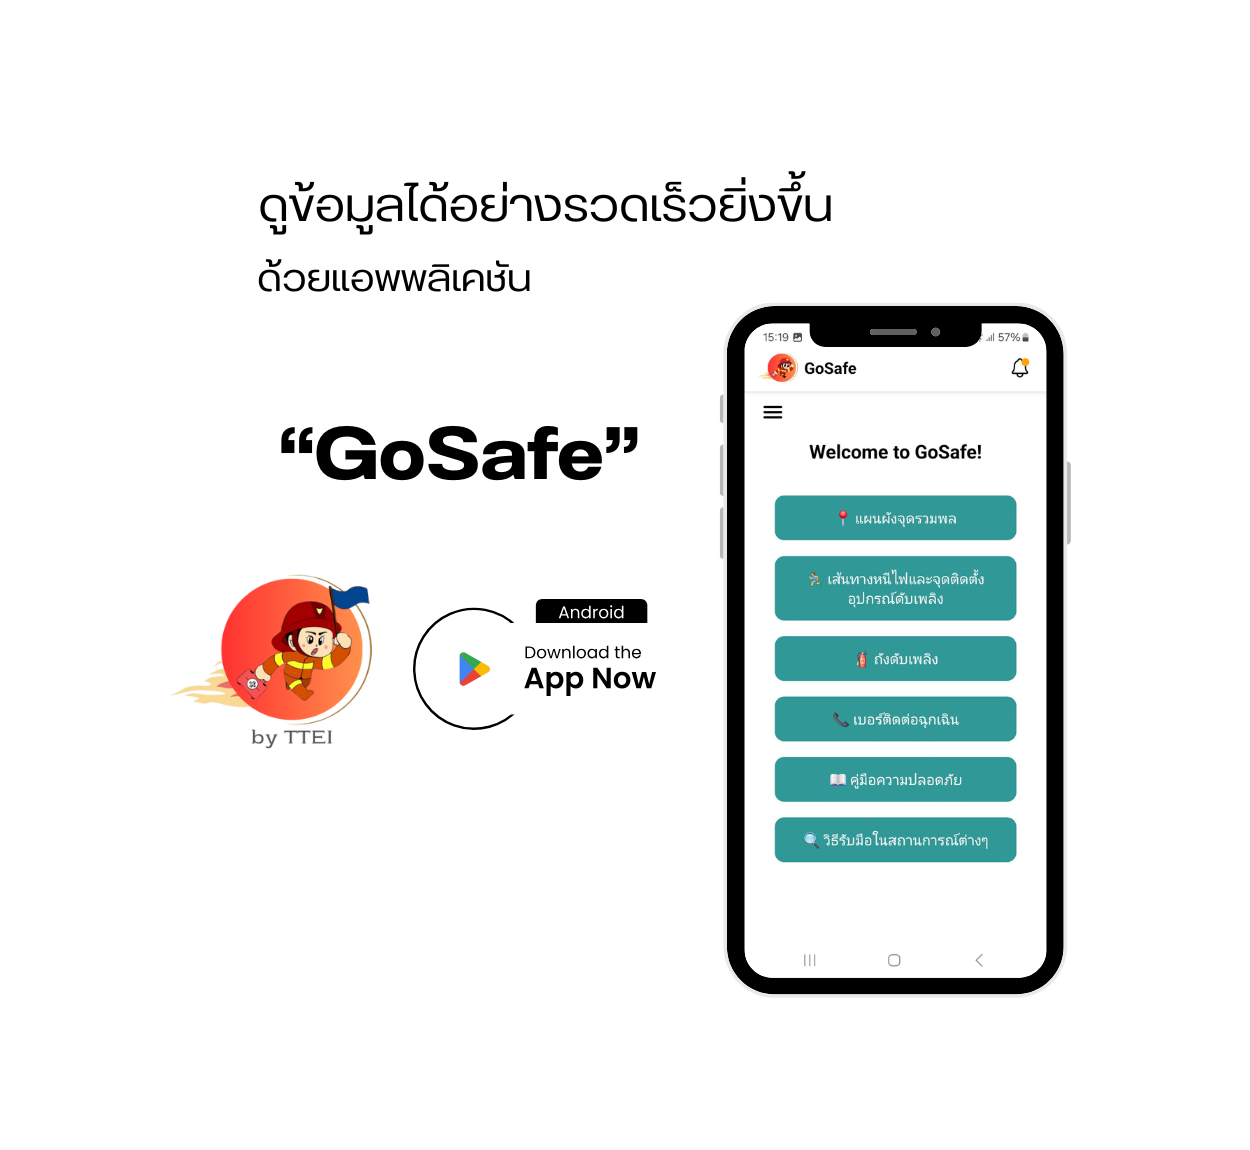 ดูข้อมูลได้อย่างรวดเร็วยิ่งขึ้น
ด้วยแอพพลิเคชัน
“GoSafe”
by TTEI
Android
Download the
App Now
15:19
57%
GoSafe
Welcome to GoSafe!
📍 แผนผังจุดรวมพล
เส้นทางหนีไฟและจุดติดตั้ง
อุปกรณ์ดับเพลิง
ถังดับเพลิง
เบอร์ติดต่อฉุกเฉิน
คู่มือความปลอดภัย
วิธีรับมือในสถานการณ์ต่างๆ